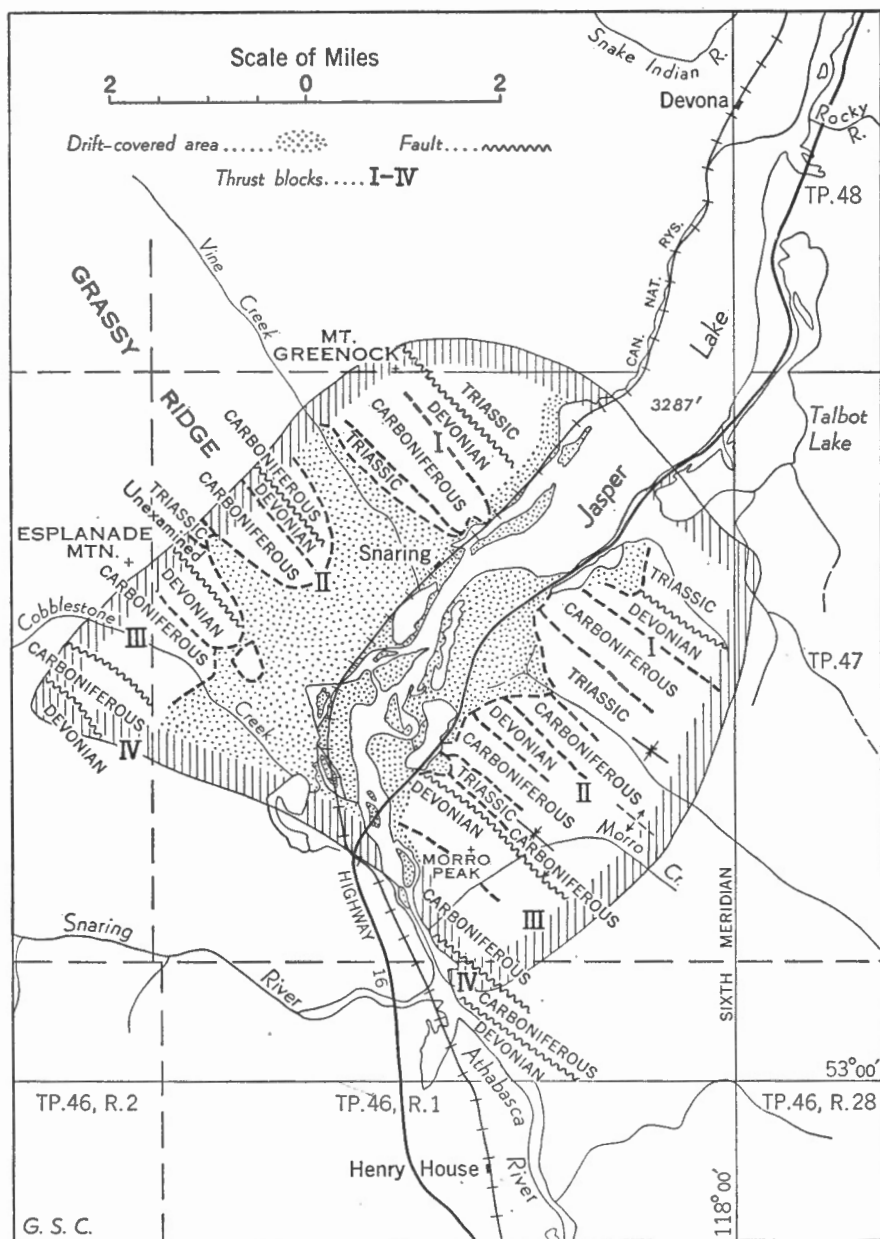 Scale of Miles
2 0 2
Drift-covered area ...... Fault ....
Thrust blocks ..... I-IV
Snake Indian R.
Devona
Rocky R.
TP. 48
CAN. NAT. RYS.
Vine Creek
GRASSY RIDGE
MT. GREENOCK
Lake
3287'
Jasper
Talbot Lake
TRIASSIC
DEVONIAN
I
CARBONIFEROUS
TRIASSIC
CARBONIFEROUS
DEVONIAN
CARBONIFEROUS
II
Snaring
TRIASSIC
Unexamined
ESPLANADE MTN.
DEVONIAN
CARBONIFEROUS
Cobblestone Creek
III
CARBONIFEROUS
IV
DEVONIAN
TRIASSIC
DEVONIAN
I
CARBONIFEROUS
TRIASSIC
TP. 47
CARBONIFEROUS
DEVONIAN
CARBONIFEROUS
II
TRIASSIC
CARBONIFEROUS
DEVONIAN
Morro Cr.
MORRO PEAK
III
CARBONIFEROUS
IV
CARBONIFEROUS
DEVONIAN
HIGHWAY 16
Snaring River
SIXTH MERIDIAN
53°00'
TP. 46, R. 2
TP. 46, R. 1
TP. 46, R. 28
Athabasca River
Henry House
118°00'
G. S. C.